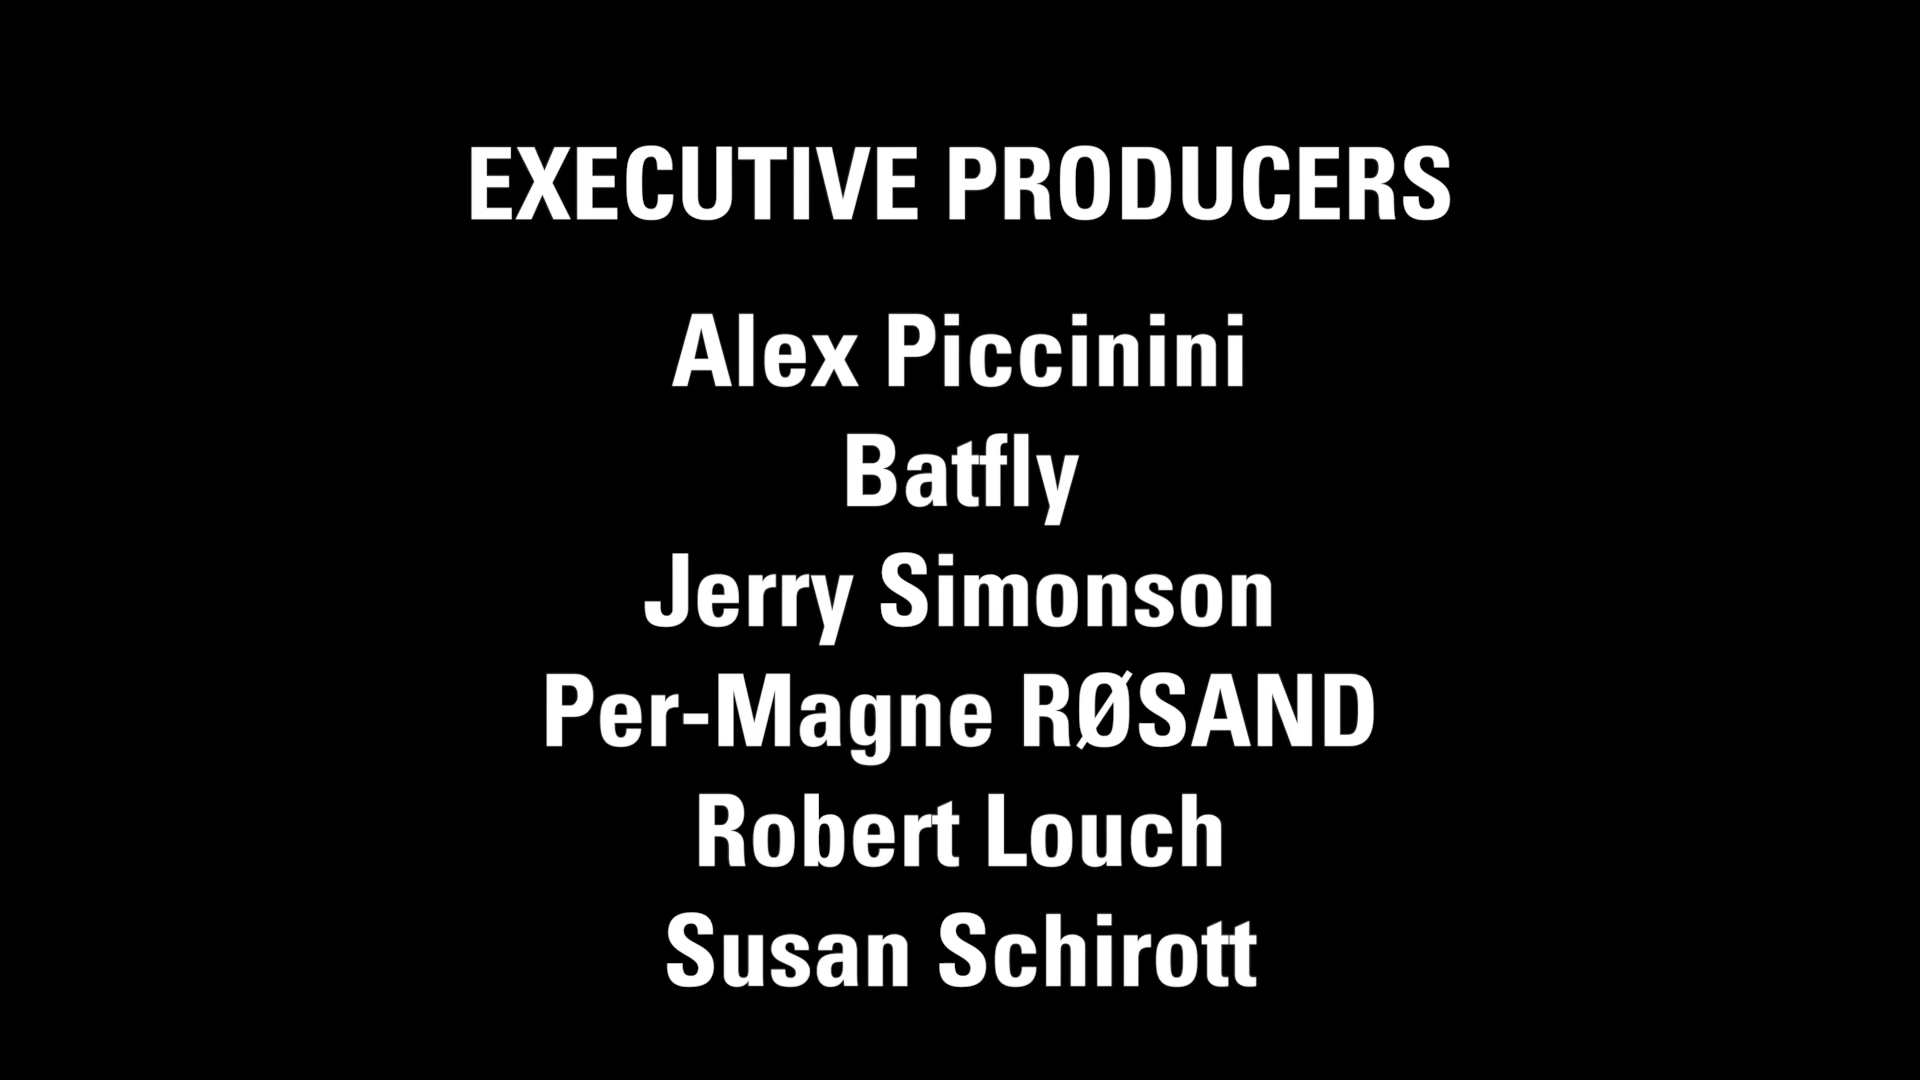 EXECUTIVE PRODUCERS
Alex Piccinini
Batfly
Jerry Simonson
Per-Magne RØSAND
Robert Louch
Susan Schirott